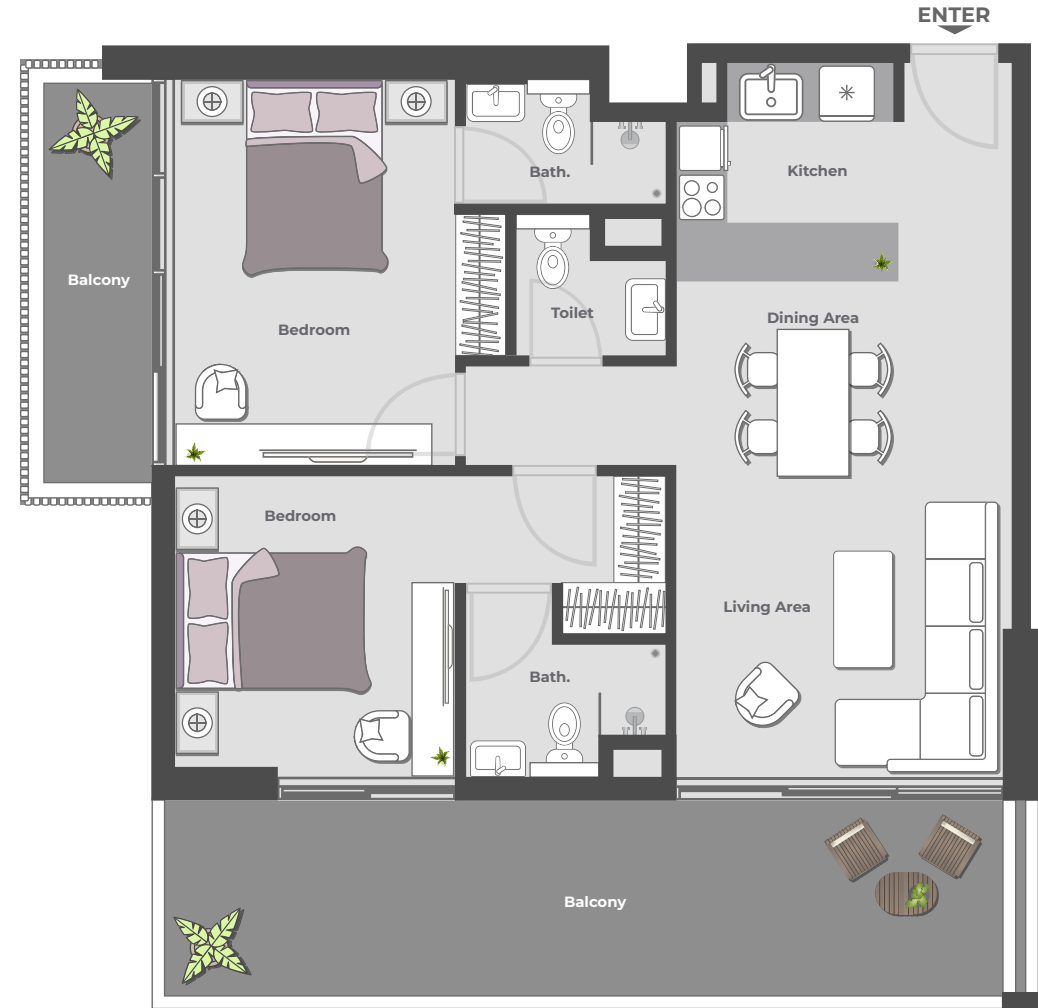 ENTER
Kitchen
Bath.
Balcony
Toilet
Dining Area
Bedroom
Bedroom
Living Area
Bath.
Balcony